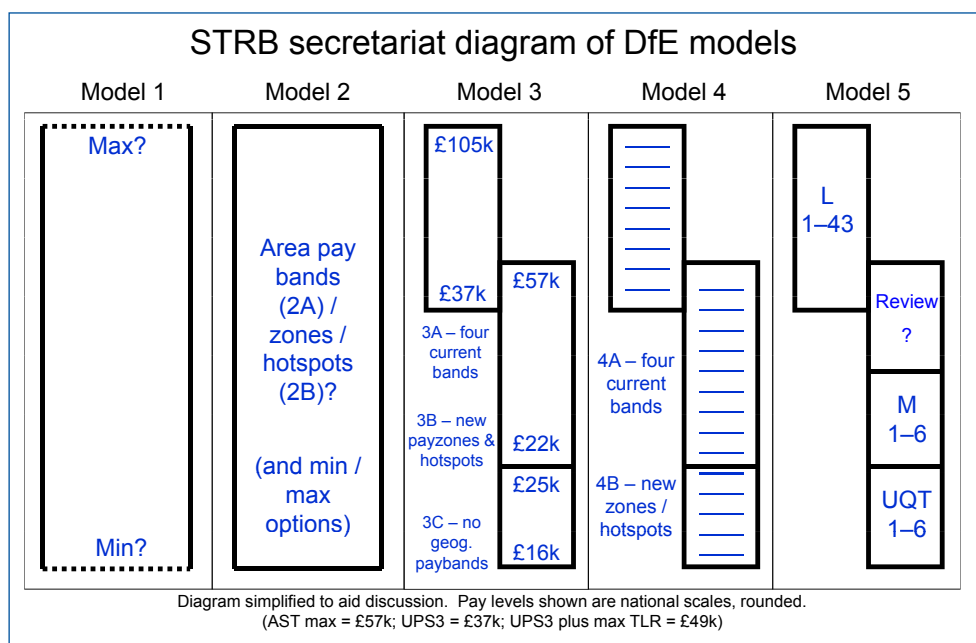 STRB secretariat diagram of DfE models
Model 1
Model 2
Model 3
Model 4
Model 5
Max?
Min?
Area pay
bands
(2A) /
zones /
hotspots
(2B)?
(and min /
max
options)
£105k
£37k
£57k
3A – four
current
bands
3B – new
payzones &
hotspots
£22k
£25k
3C – no
geog.
paybands
£16k
4A – four
current
bands
4B – new
zones /
hotspots
L
1–43
Review
?
M
1–6
UQT
1–6
Diagram simplified to aid discussion.  Pay levels shown are national scales, rounded.
(AST max = £57k; UPS3 = £37k; UPS3 plus max TLR = £49k)